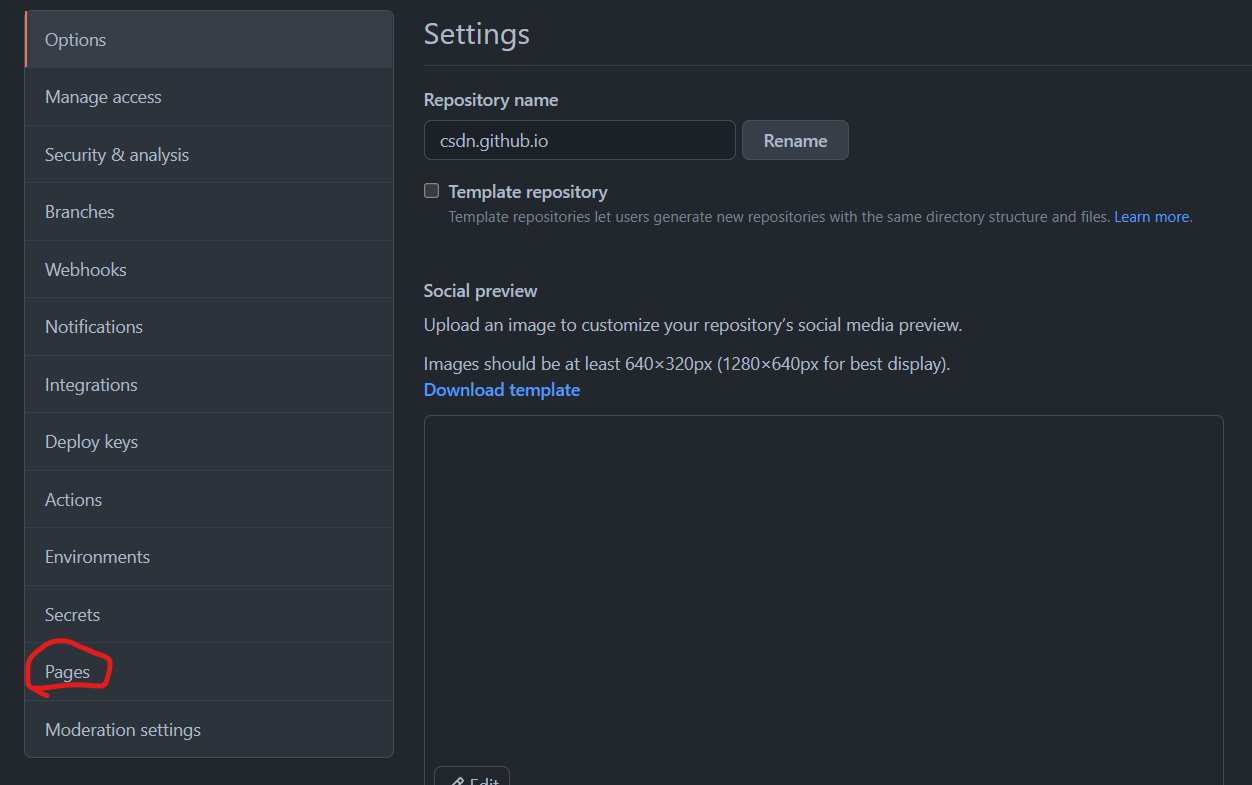 Options
Manage access
Security & analysis
Branches
Webhooks
Notifications
Integrations
Deploy keys
Actions
Environments
Secrets
Pages
Moderation settings
Settings
Repository name
csdn.github.io
Rename
Template repository
Template repositories let users generate new repositories with the same directory structure and files. Learn more.
Social preview
Upload an image to customize your repository’s social media preview.
Images should be at least 640×320px (1280×640px for best display).
Download template
Edit